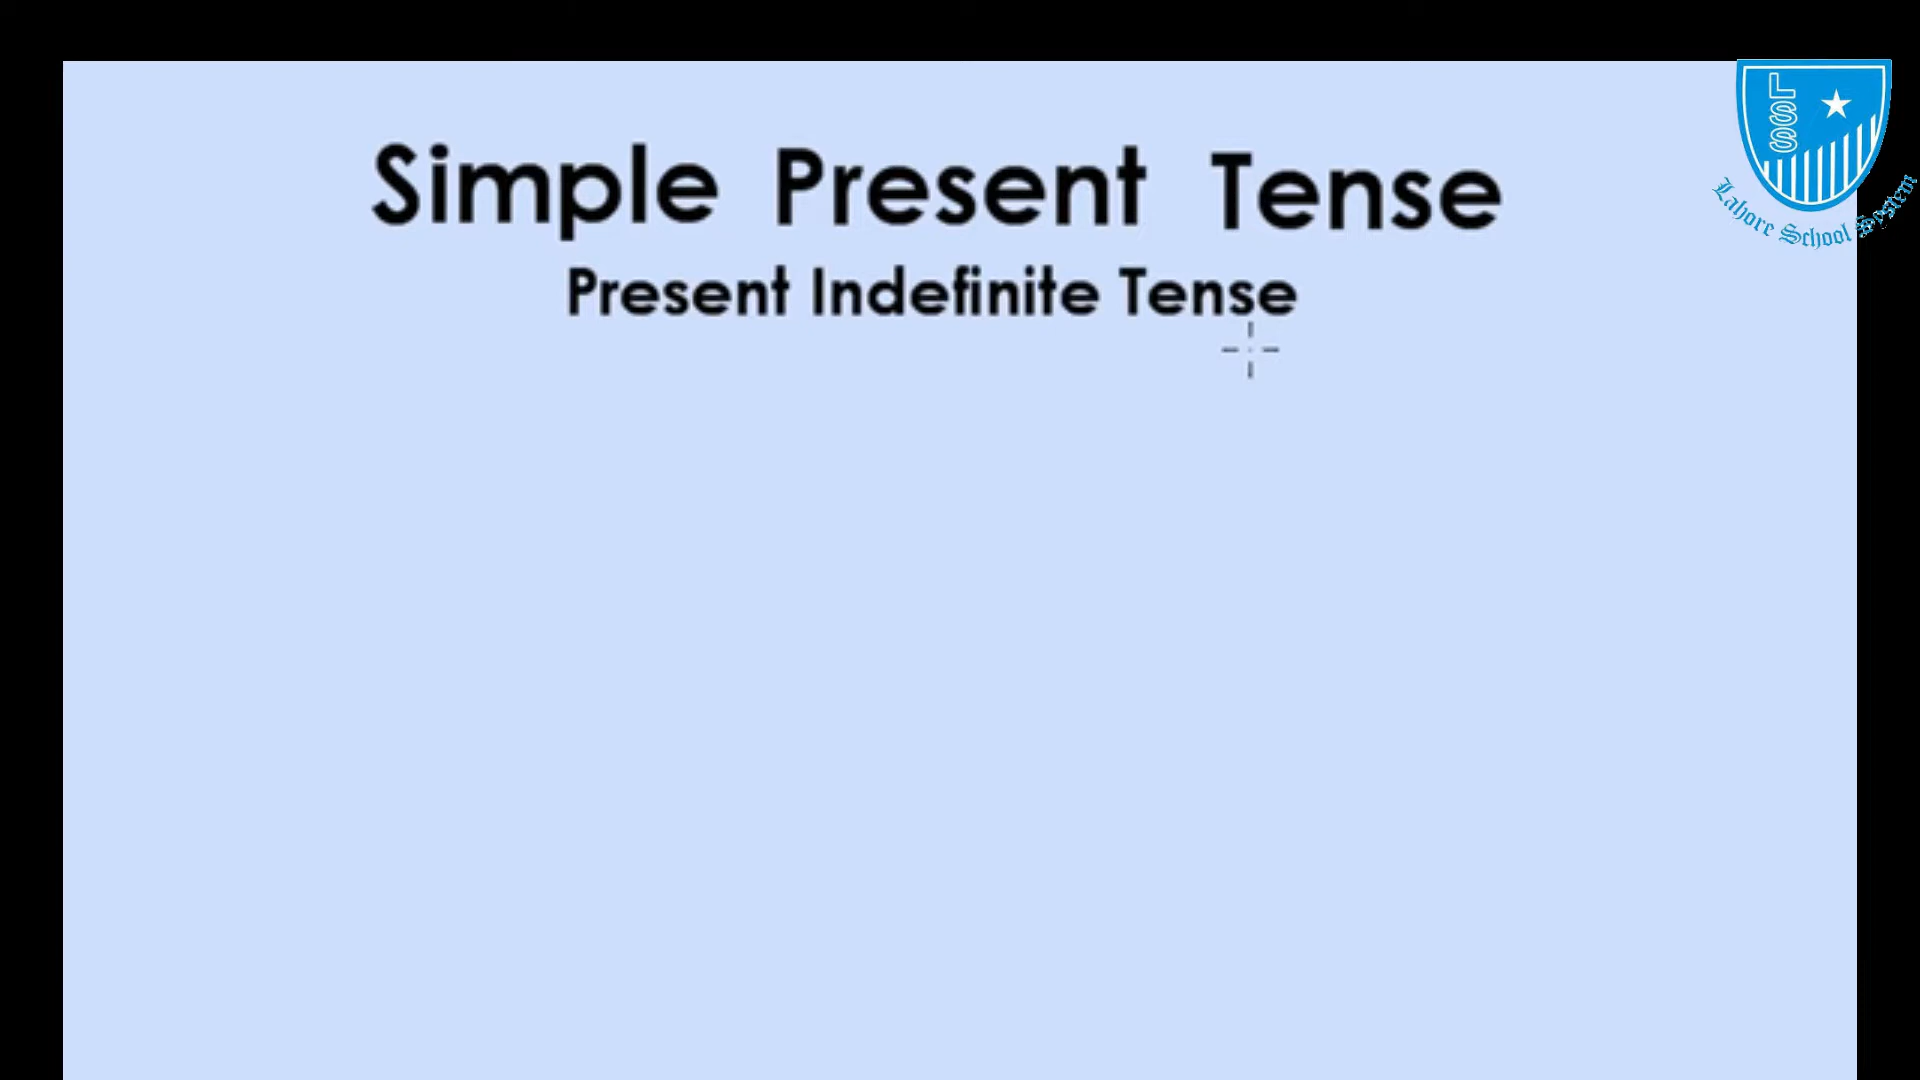 Simple Present Tense
Present Indefinite Tense
LSS
Lahore School System